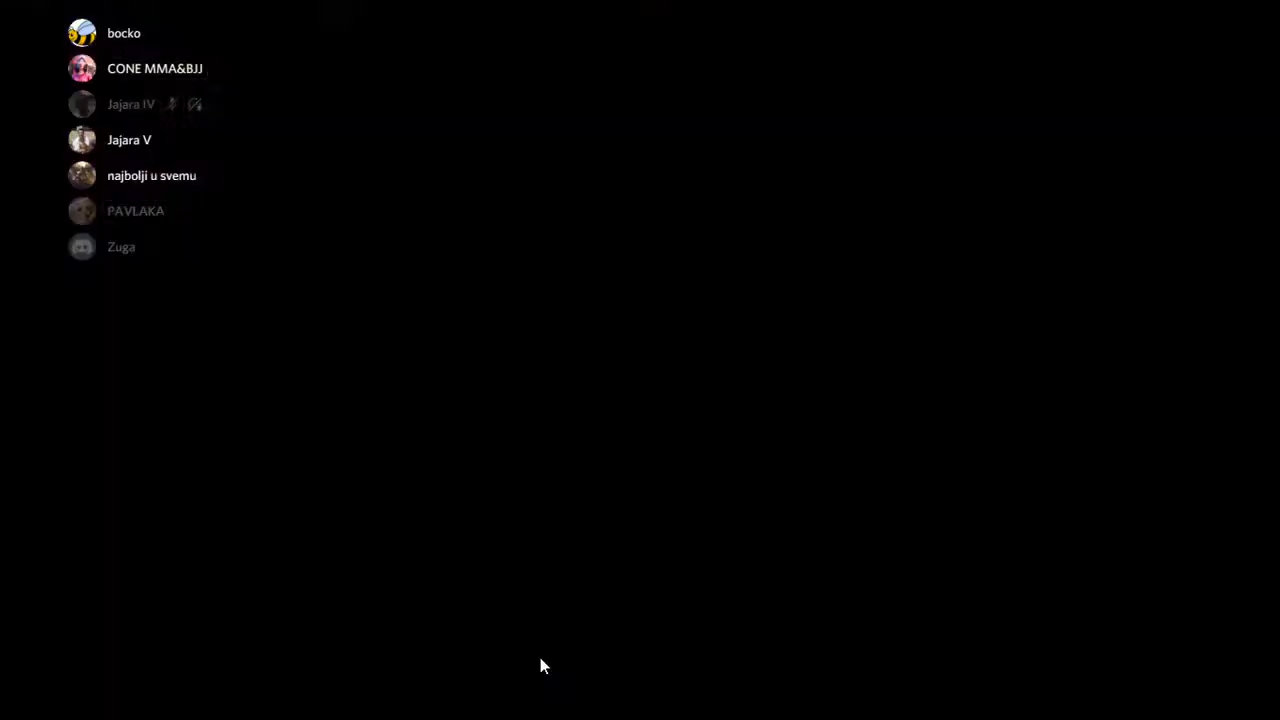 bocko
CONE MMA&BJJ
Jajara IV
Jajara V
najbolji u svemu
PAVLAKA
Zuga